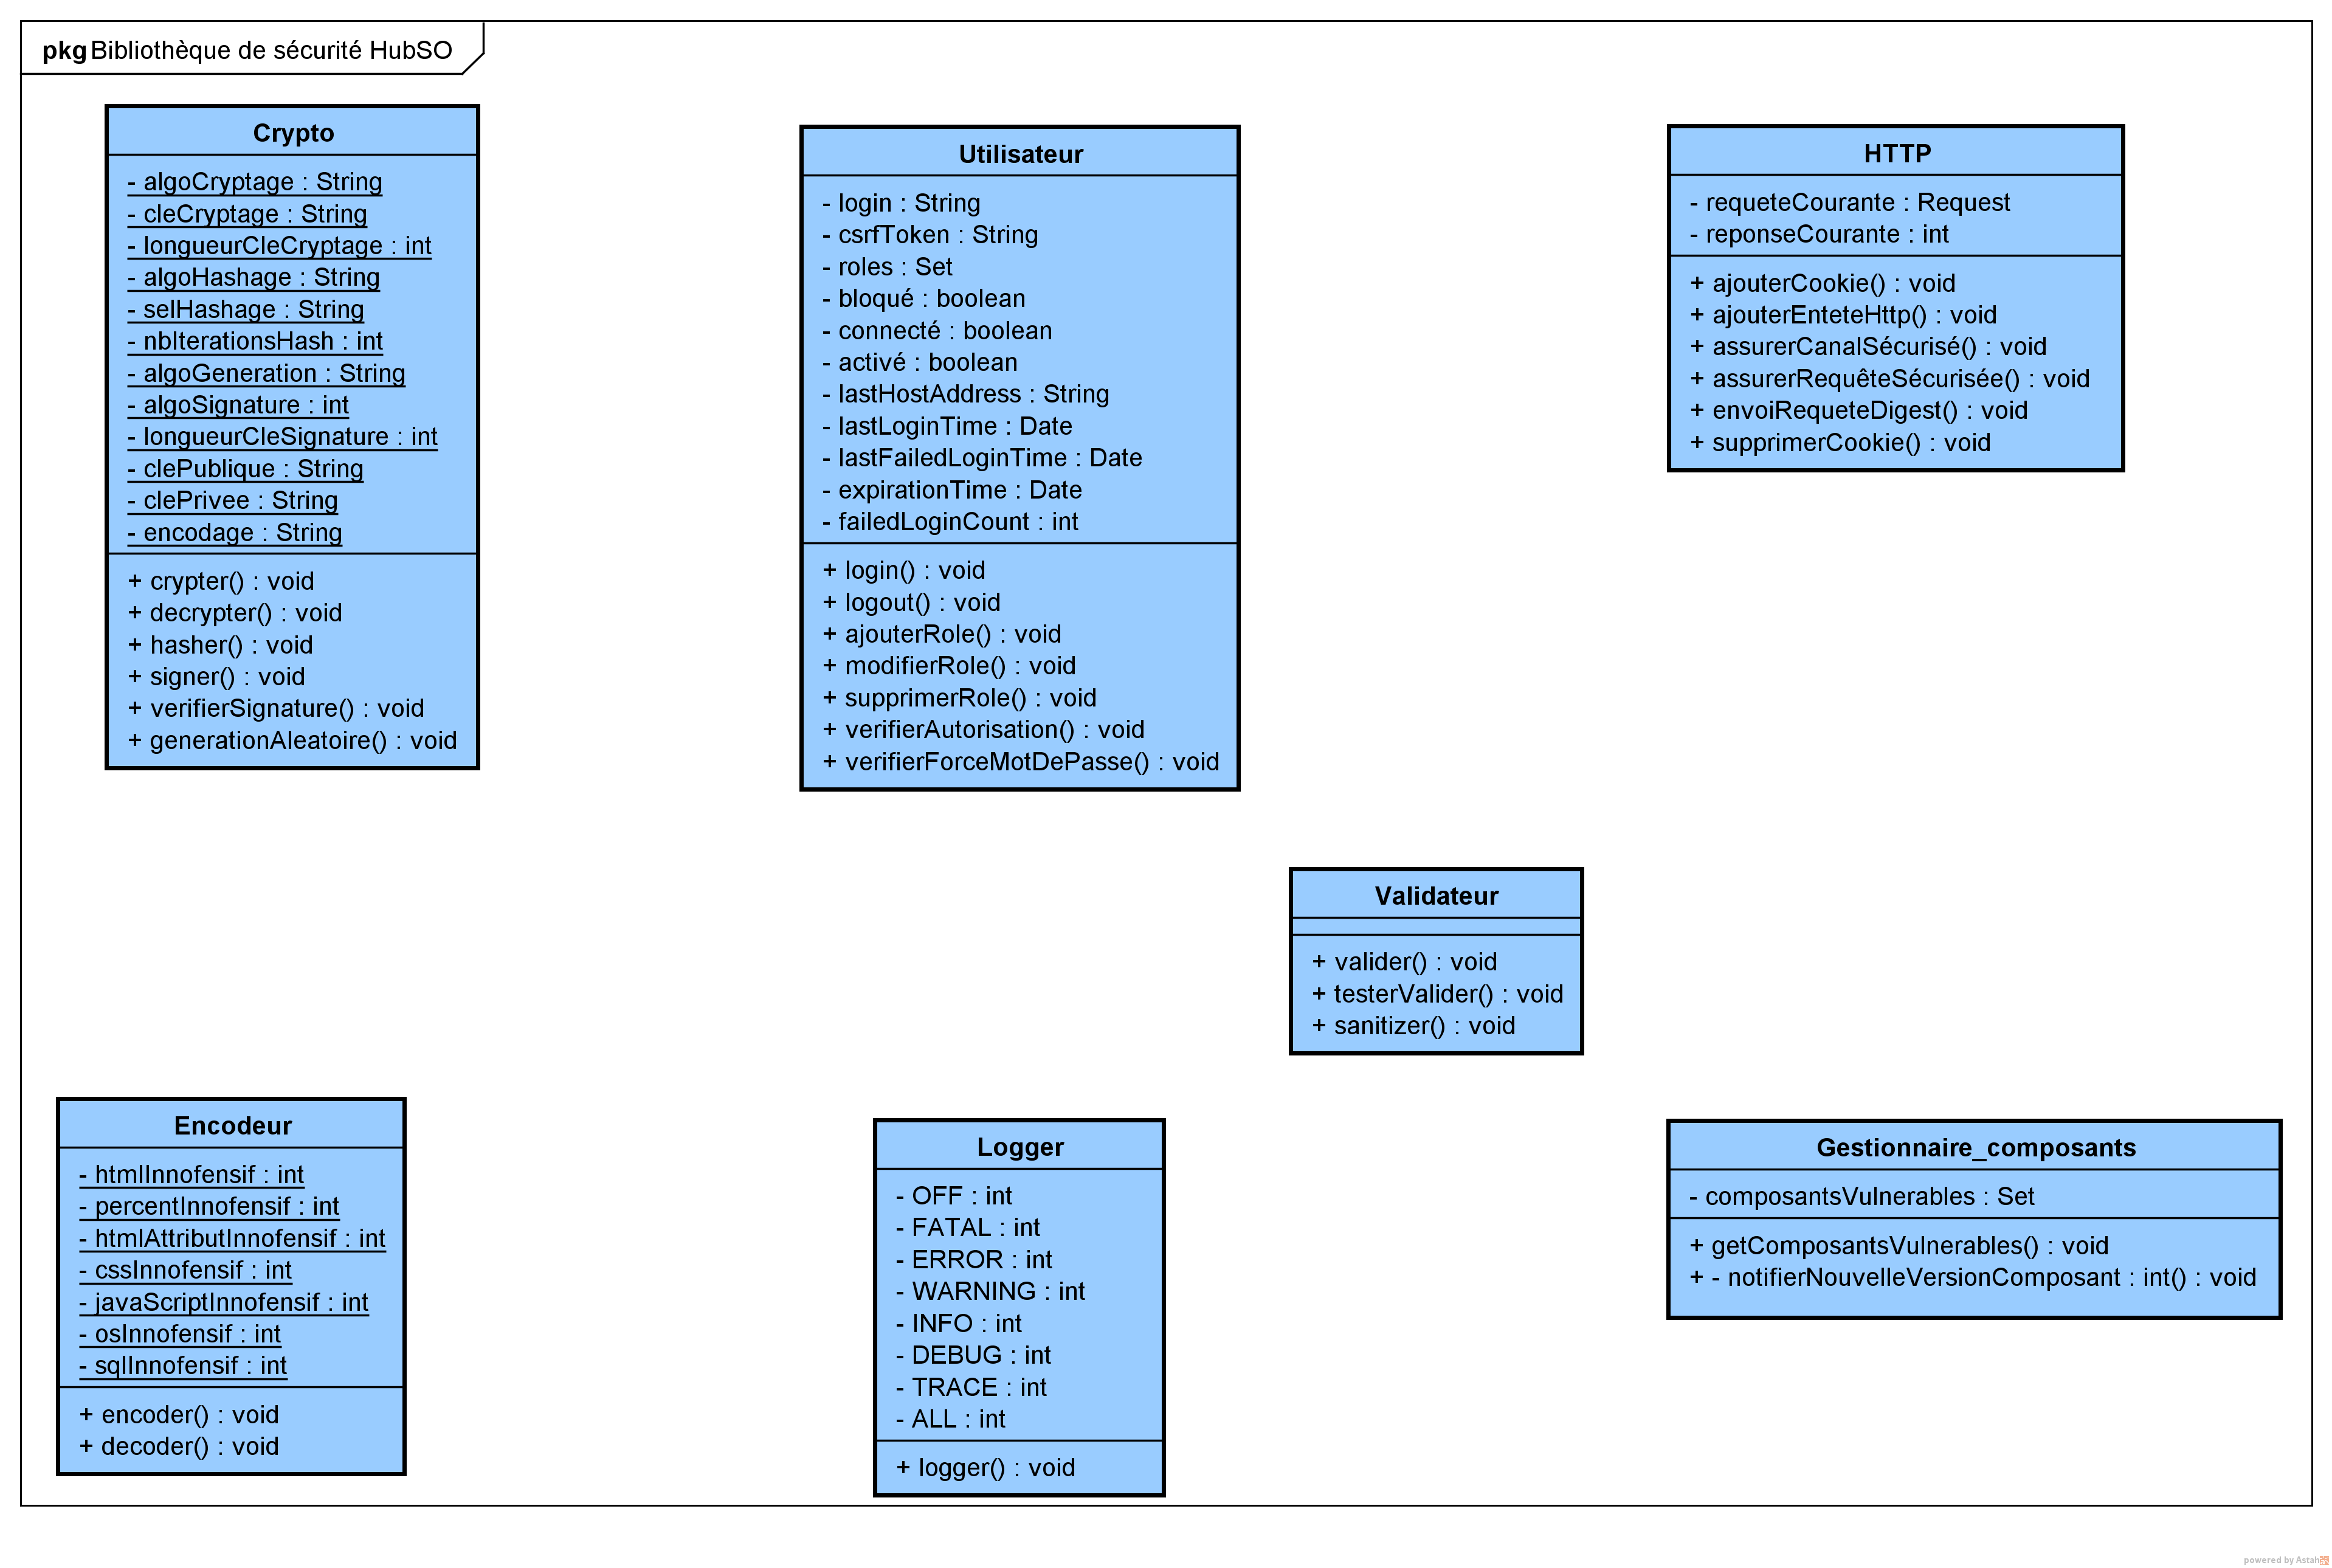 pkg Bibliothèque de sécurité HubSO
Crypto
- algoCryptage : String
- cleCryptage : String
- longueurCleCryptage : int
- algoHashage : String
- selHashage : String
- nbIterationsHash : int
- algoGeneration : String
- algoSignature : int
- longueurCleSignature : int
- clePublique : String
- clePrivee : String
- encodage : String
+ crypter() : void
+ decrypter() : void
+ hasher() : void
+ signer() : void
+ verifierSignature() : void
+ generationAleatoire() : void
Utilisateur
- login : String
- csrfToken : String
- roles : Set
- bloqué : boolean
- connecté : boolean
- activé : boolean
- lastHostAddress : String
- lastLoginTime : Date
- lastFailedLoginTime : Date
- expirationTime : Date
- failedLoginCount : int
+ login() : void
+ logout() : void
+ ajouterRole() : void
+ modifierRole() : void
+ supprimerRole() : void
+ verifierAutorisation() : void
+ verifierForceMotDePasse() : void
HTTP
- requeteCourante : Request
- reponseCourante : int
+ ajouterCookie() : void
+ ajouterEnteteHttp() : void
+ assurerCanalSécurisé() : void
+ assurerRequêteSécurisée() : void
+ envoiRequeteDigest() : void
+ supprimerCookie() : void
Validateur
+ valider() : void
+ testerValider() : void
+ sanitizer() : void
Encodeur
- htmlInnofensif : int
- percentInnofensif : int
- htmlAttributInnofensif : int
- cssInnofensif : int
- javaScriptInnofensif : int
- osInnofensif : int
- sqlInnofensif : int
+ encoder() : void
+ decoder() : void
Logger
- OFF : int
- FATAL : int
- ERROR : int
- WARNING : int
- INFO : int
- DEBUG : int
- TRACE : int
- ALL : int
+ logger() : void
Gestionnaire_composants
- composantsVulnerables : Set
+ getComposantsVulnerables() : void
+ - notifierNouvelleVersionComposant : int() : void
powered by Astah